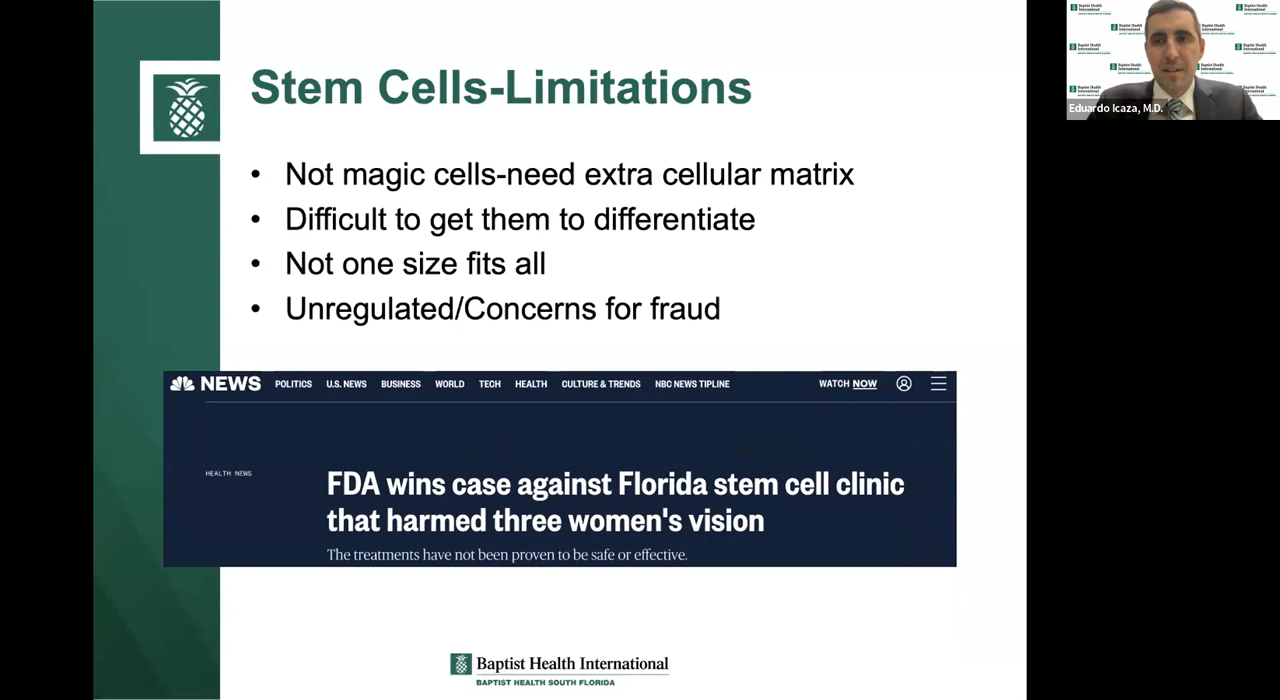 Stem Cells-Limitations
• Not magic cells-need extra cellular matrix
• Difficult to get them to differentiate
• Not one size fits all
• Unregulated/Concerns for fraud
NEWS POLITICS U.S. NEWS BUSINESS WORLD TECH HEALTH CULTURE & TRENDS NBC NEWS TIPLINE WATCH NOW
HEALTH NEWS
FDA wins case against Florida stem cell clinic
that harmed three women's vision
The treatments have not been proven to be safe or effective.
Baptist Health International
BAPTIST HEALTH SOUTH FLORIDA
Baptist Health
International
Eduardo Icaza, M.D.